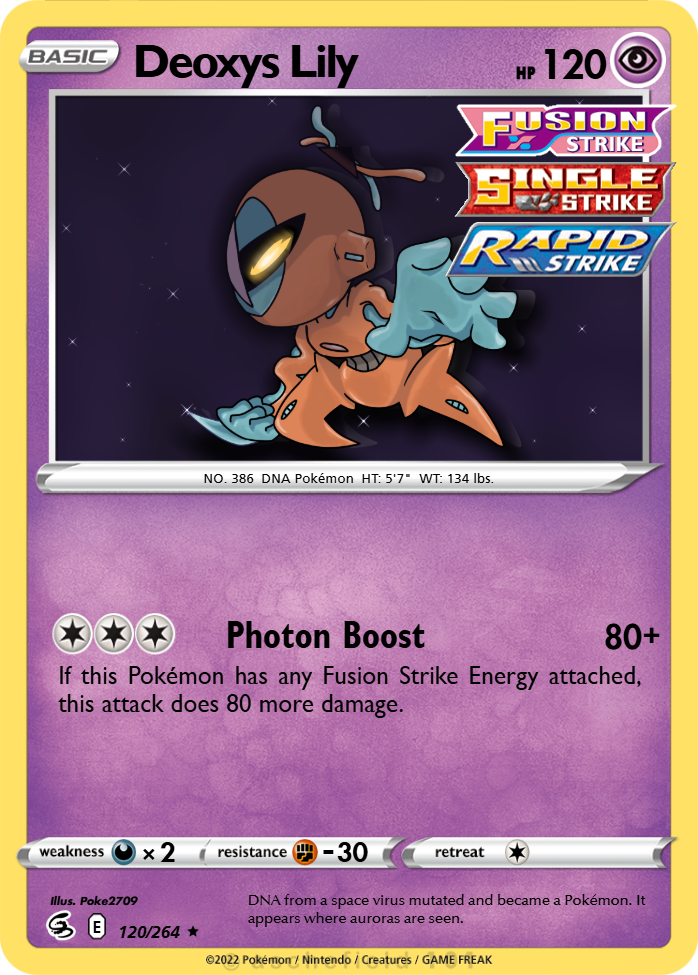 BASIC Deoxys Lily HP 120
FUSION
STRIKE
SINGLE
STRIKE
RAPID
STRIKE
NO. 386 DNA Pokémon HT: 5'7" WT: 134 lbs.
Photon Boost 80+
If this Pokémon has any Fusion Strike Energy attached,
this attack does 80 more damage.
weakness ×2 resistance -30 retreat
Illus. Poke2709
DNA from a space virus mutated and became a Pokémon. It
appears where auroras are seen.
E 120/264 ★
©2022 Pokémon / Nintendo / Creatures / GAME FREAK